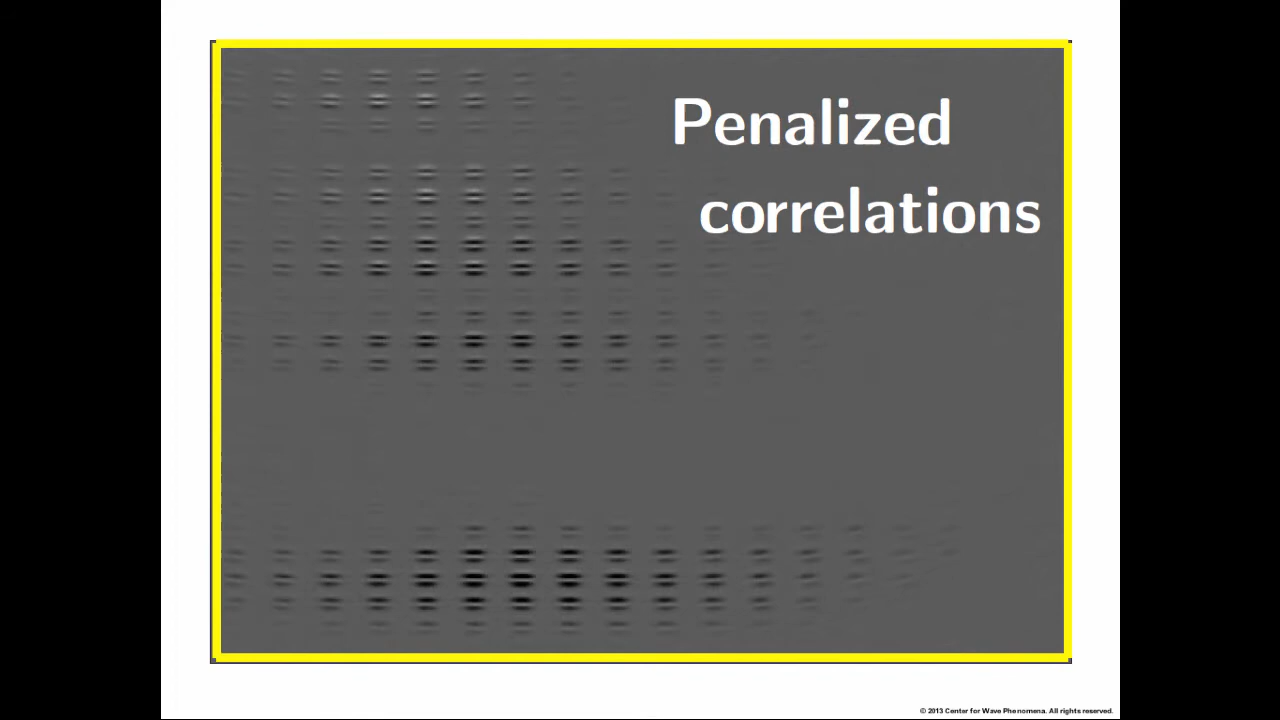 Penalized
correlations
© 2013 Center for Wave Phenomena. All rights reserved.